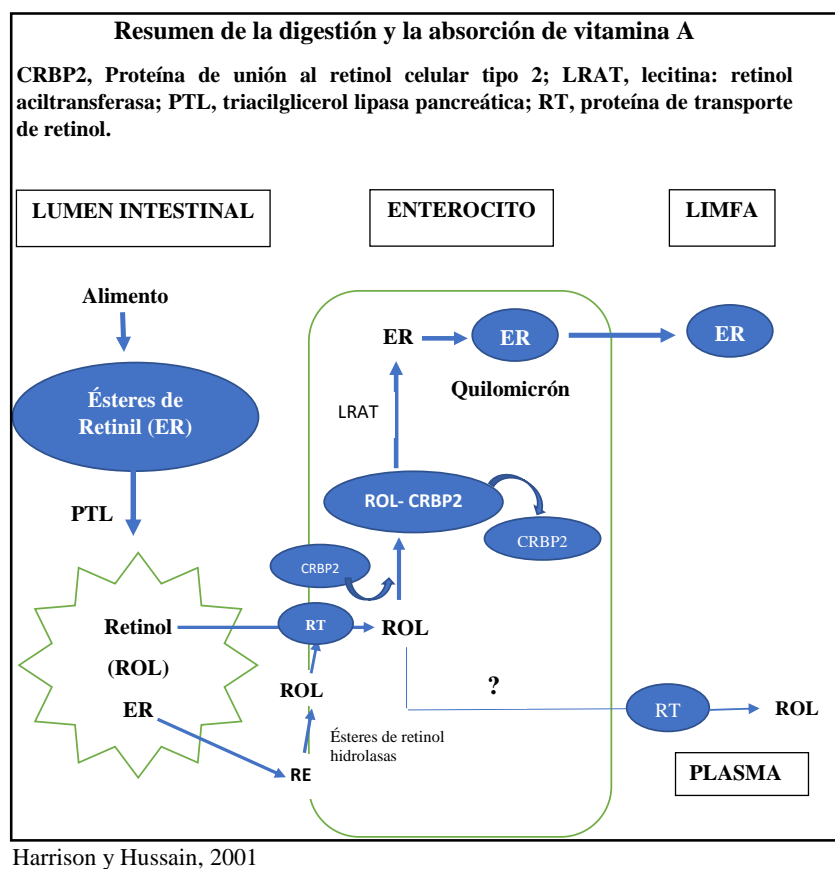 Resumen de la digestión y la absorción de vitamina A
CRBP2, Proteína de unión al retinol celular tipo 2; LRAT, lecitina: retinol
aciltransferasa; PTL, triacilglicerol lipasa pancreática; RT, proteína de transporte
de retinol.
LUMEN INTESTINAL
ENTEROCITO
LIMFA
Alimento
ER
ER
ER
Ésteres de
Retinil (ER)
Quilomicrón
LRAT
ROL- CRBP2
PTL
CRBP2
CRBP2
Retinol
RT
ROL
(ROL)
ROL
?
ER
RT
ROL
Ésteres de retinol
hidrolasas
RE
PLASMA
Harrison y Hussain, 2001